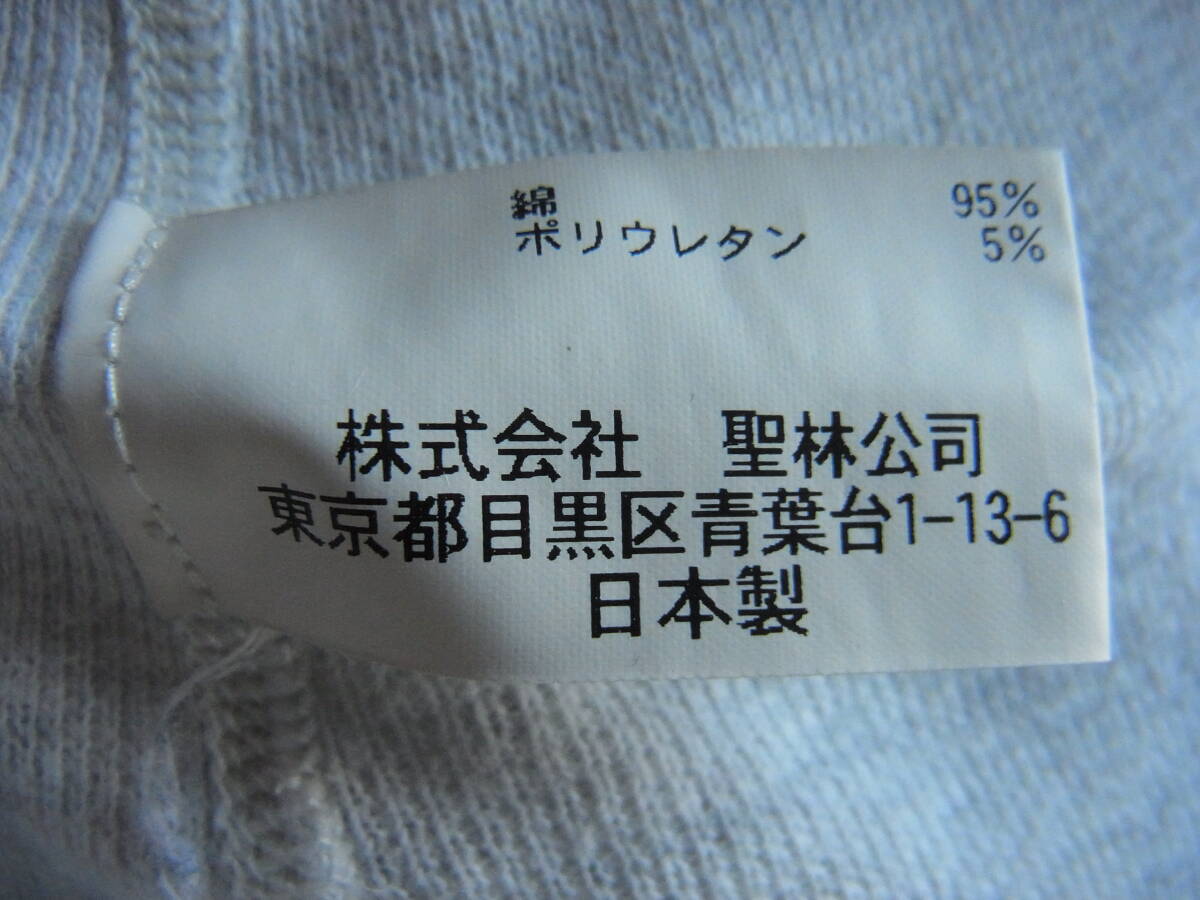 綿 95%
ポリウレタン 5%
株式会社 聖林公司
東京都目黒区青葉台1-13-6
日本製